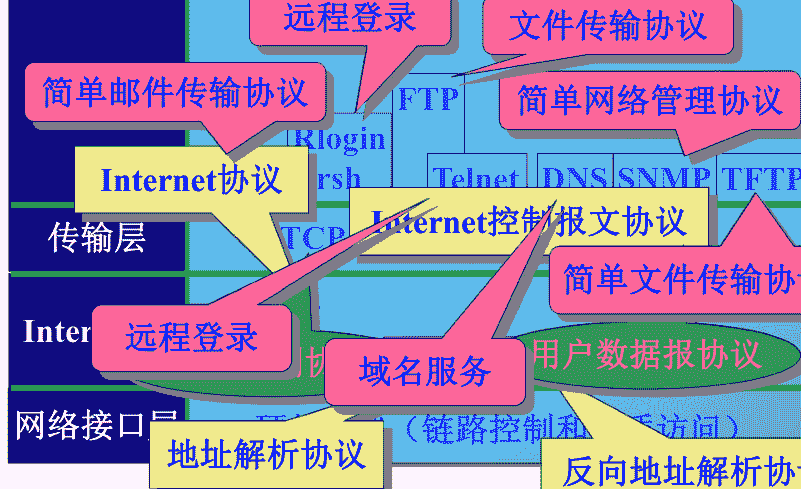 远程登录
文件传输协议
简单邮件传输协议
FTP
简单网络管理协议
Rlogin
rsh
Internet协议
Telnet
DNS
SNMP
TFTP
传输层
TCP
Internet控制报文协议
简单文件传输协
Inter
远程登录
域名服务
用户数据报协议
网络接口层
（链路控制和
访问）
地址解析协议
反向地址解析协